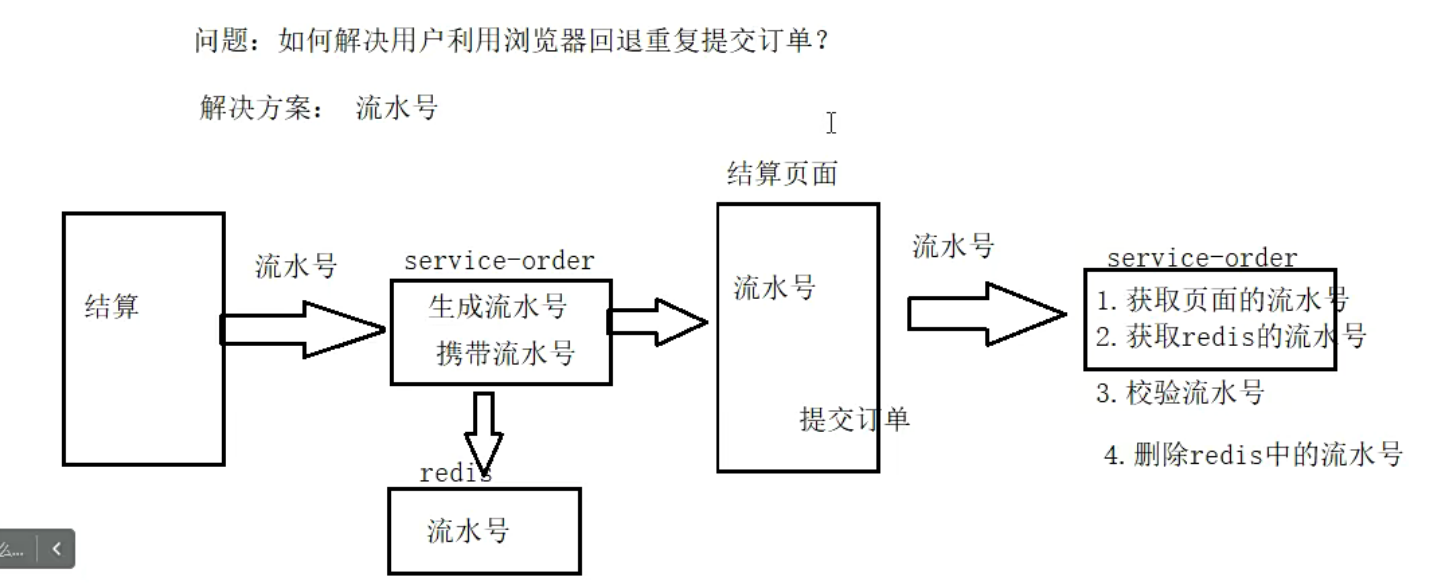 问题：如何解决用户利用浏览器回退重复提交订单？
解决方案： 流水号
结算
流水号
service-order
生成流水号
携带流水号
redis
流水号
结算页面
流水号
提交订单
流水号
service-order
1.获取页面的流水号
2.获取redis的流水号
3.校验流水号
4.删除redis中的流水号